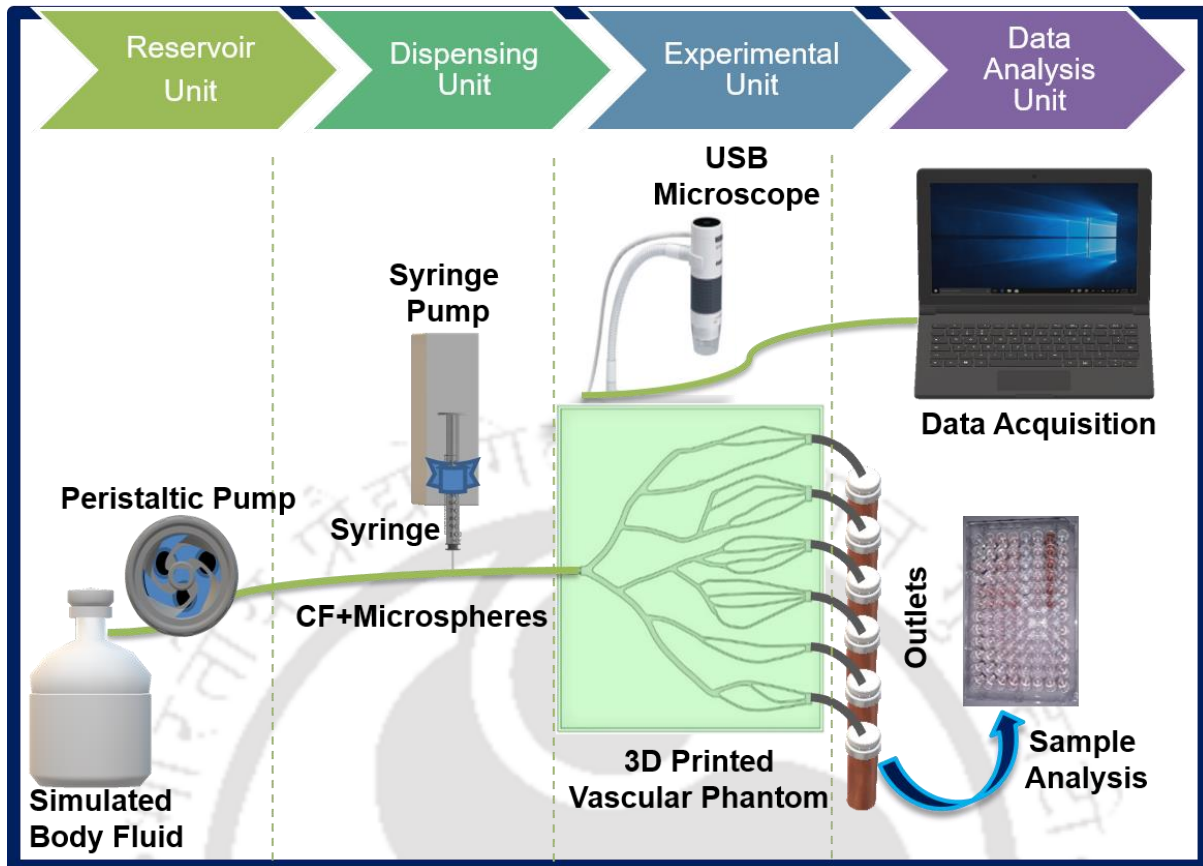 Reservoir
Unit
Dispensing
Unit
Experimental
Unit
Data
Analysis
Unit
USB
Microscope
Syringe
Pump
Data Acquisition
Peristaltic Pump
Syringe
CF+Microspheres
Outlets
3D Printed
Vascular Phantom
Sample
Analysis
Simulated
Body Fluid